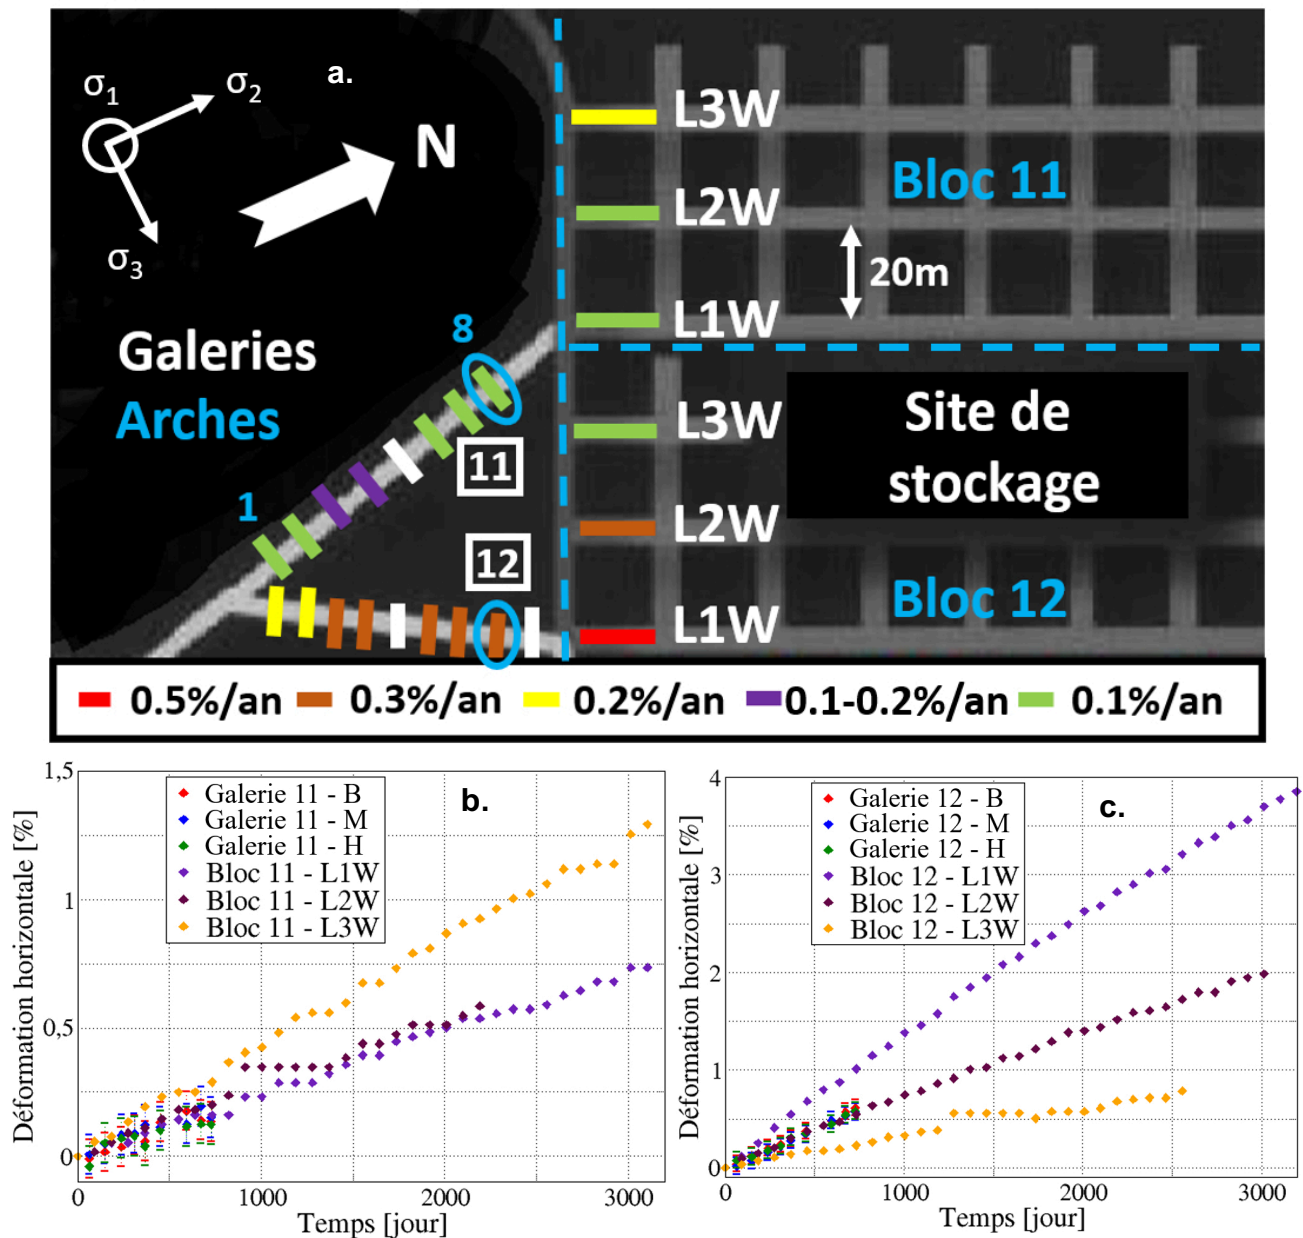 a.
σ1
σ2
σ3
N
L3W
Bloc 11
L2W
20m
L1W
Galeries
Arches
8
1
11
12
L3W
Site de
stockage
L2W
Bloc 12
L1W
0.5%/an 0.3%/an 0.2%/an 0.1-0.2%/an 0.1%/an
b.
Déformation horizontale [%]
1,5
1
0,5
0
Galerie 11 - B
Galerie 11 - M
Galerie 11 - H
Bloc 11 - L1W
Bloc 11 - L2W
Bloc 11 - L3W
0 1000 2000 3000
Temps [jour]
c.
Déformation horizontale [%]
4
3
2
1
0
Galerie 12 - B
Galerie 12 - M
Galerie 12 - H
Bloc 12 - L1W
Bloc 12 - L2W
Bloc 12 - L3W
0 1000 2000 3000
Temps [jour]